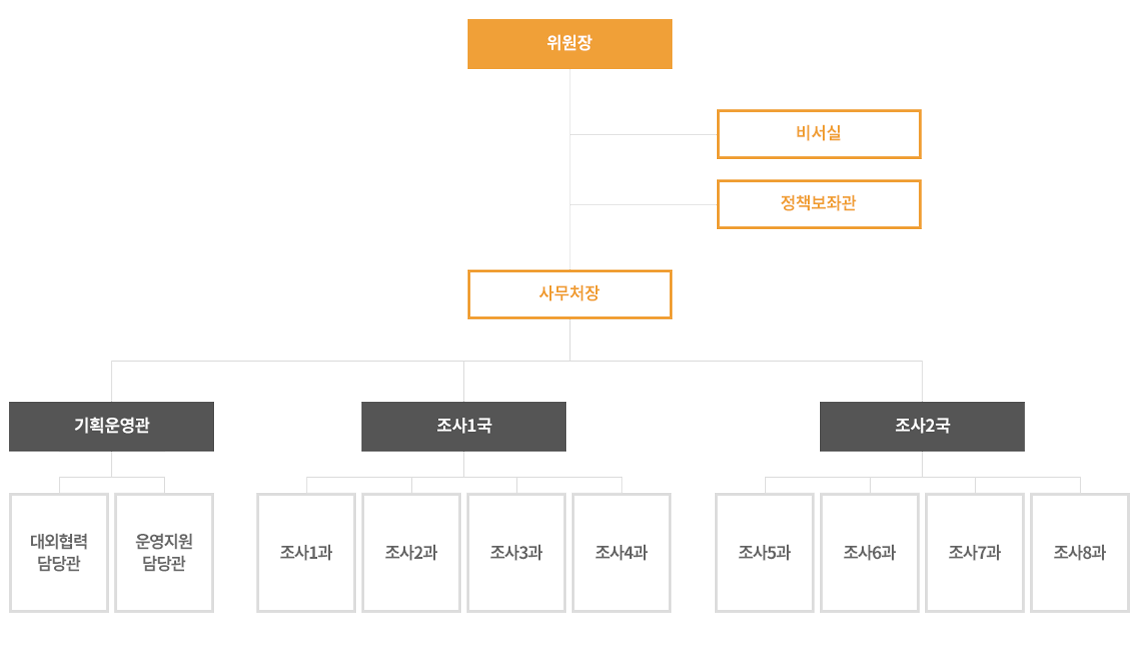 위원장
비서실
정책보좌관
사무처장
기획운영관
조사1국
조사2국
대외협력
담당관
운영지원
담당관
조사1과
조사2과
조사3과
조사4과
조사5과
조사6과
조사7과
조사8과